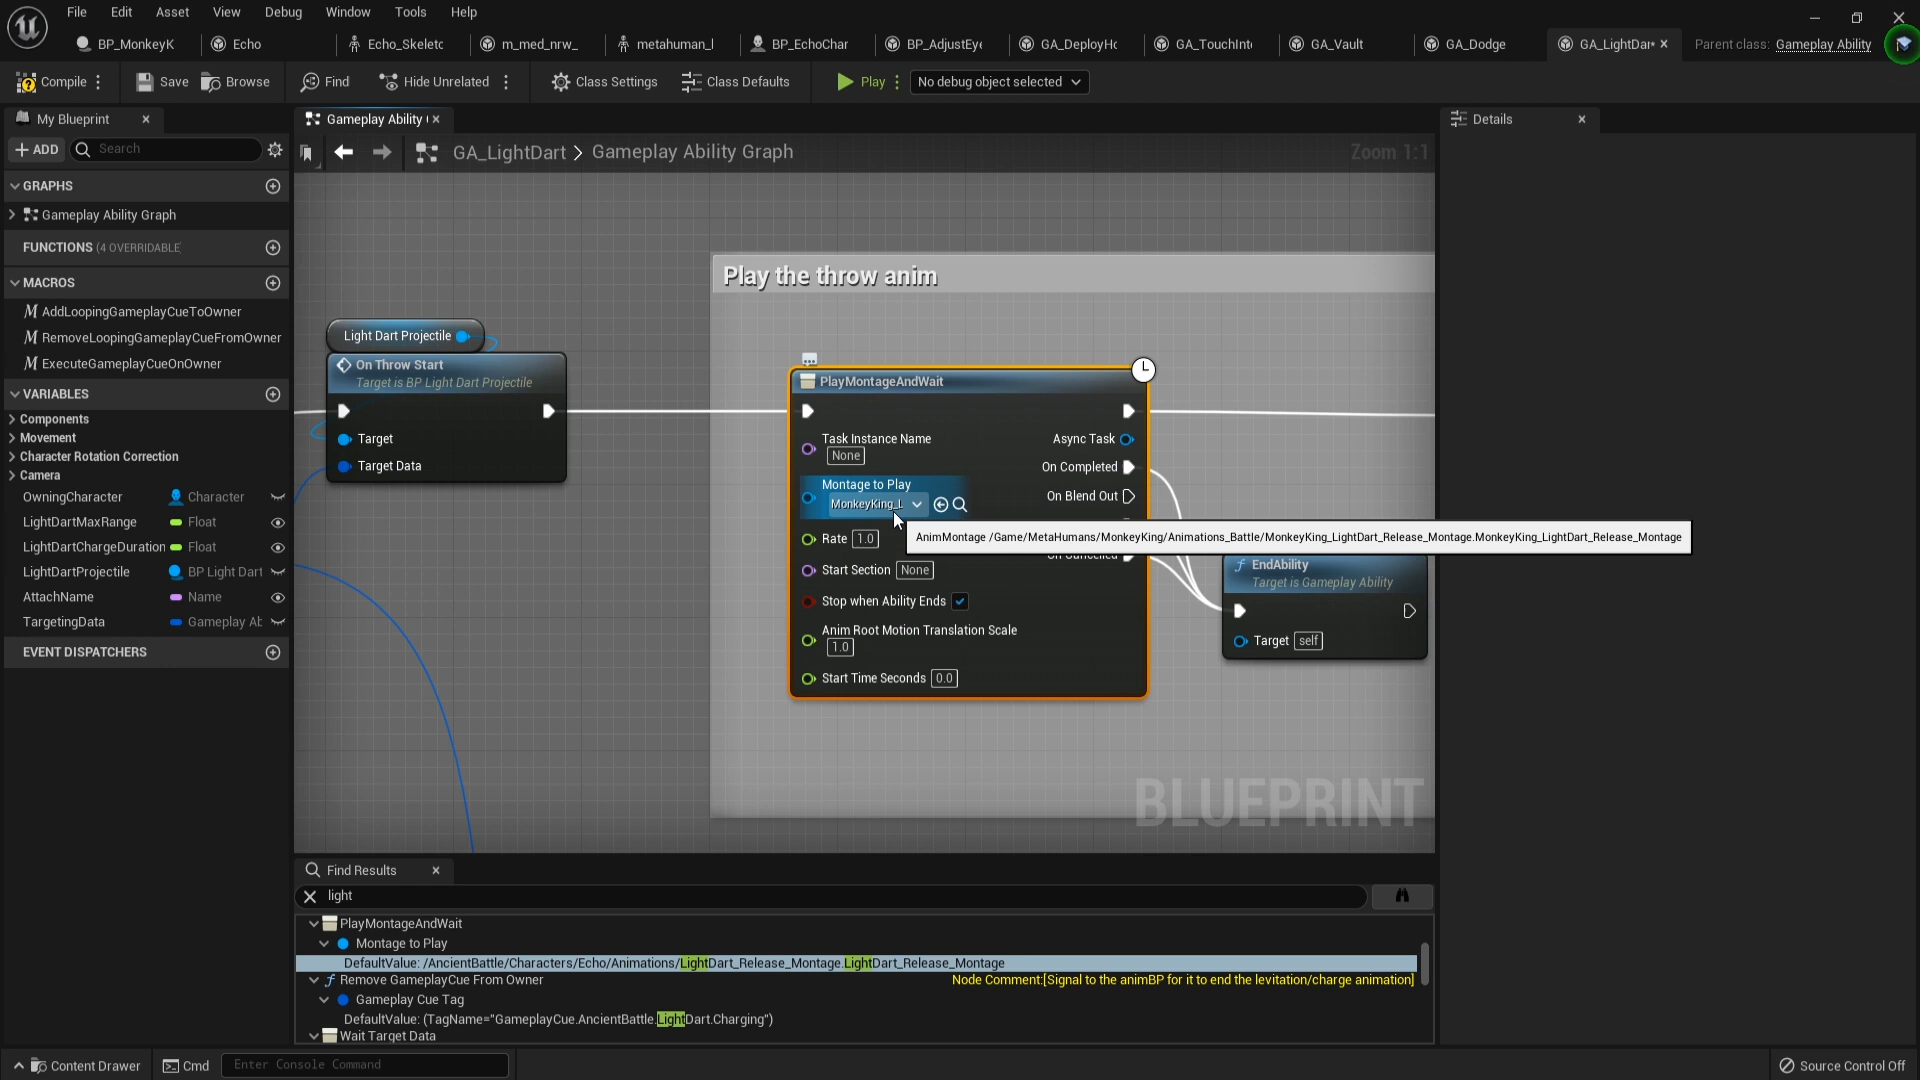 File Edit Asset View Debug Window Tools Help
BP_MonkeyK Echo Echo_Skeletc m_med_nrw_ metahuman_l BP_EchoChar BP_AdjustEye GA_DeployHc GA_TouchInte GA_Vault GA_Dodge GA_LightDar* Parent class: Gameplay Ability
Compile Save Browse Find Hide Unrelated Class Settings Class Defaults Play No debug object selected
My Blueprint
Gameplay Ability
Details
+ ADD Search
GA_LightDart > Gameplay Ability Graph
Zoom 1:1
GRAPHS
Gameplay Ability Graph
FUNCTIONS (4 OVERRIDABLE
MACROS
AddLoopingGameplayCueToOwner
RemoveLoopingGameplayCueFromOwner
ExecuteGameplayCueOnOwner
VARIABLES
Components
Movement
Character Rotation Correction
Camera
OwningCharacter Character
LightDartMaxRange Float
LightDartChargeDuration Float
LightDartProjectile BP Light Dart
AttachName Name
TargetingData Gameplay Ab
EVENT DISPATCHERS
Play the throw anim
Light Dart Projectile
On Throw Start
Target is BP Light Dart Projectile
Target
Target Data
PlayMontageAndWait
Task Instance Name
None
Async Task
On Completed
Montage to Play
MonkeyKing_L
On Blend Out
AnimMontage /Game/MetaHumans/MonkeyKing/Animations_Battle/MonkeyKing_LightDart_Release_Montage.MonkeyKing_LightDart_Release_Montage
Rate 1.0
On Cancelled
Start Section None
Stop when Ability Ends
Anim Root Motion Translation Scale
1.0
Start Time Seconds 0.0
EndAbility
Target is Gameplay Ability
Target self
BLUEPRINT
Find Results
light
PlayMontageAndWait
Montage to Play
DefaultValue: /AncientBattle/Characters/Echo/Animations/LightDart_Release_Montage.LightDart_Release_Montage
Remove GameplayCue From Owner
Node Comment:[Signal to the animBP for it to end the levitation/charge animation]
Gameplay Cue Tag
DefaultValue: (TagName="GameplayCue.AncientBattle.LightDart.Charging")
Wait Target Data
Content Drawer Cmd Enter Console Command Source Control Off